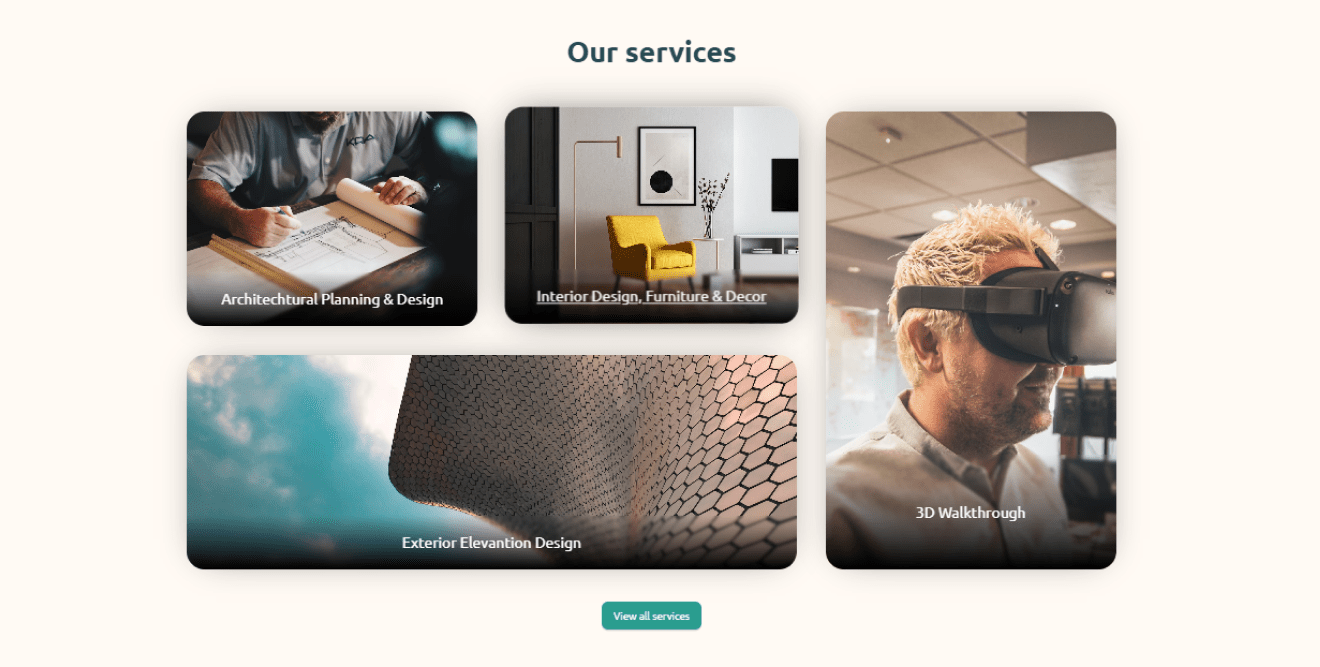 Our services
Architechtural Planning & Design
Interior Design, Furniture & Decor
3D Walkthrough
Exterior Elevantion Design
View all services